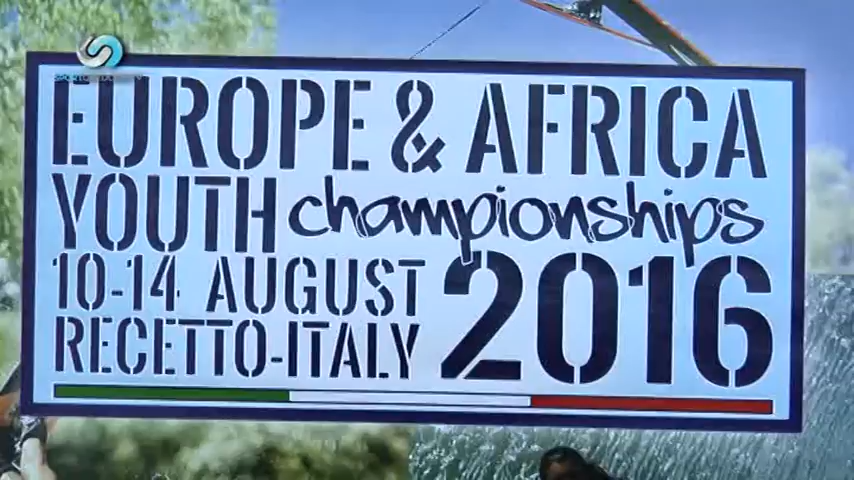 EUROPE & AFRICA
YOUTH championships
10-14 AUGUST 2016
RECETTO-ITALY